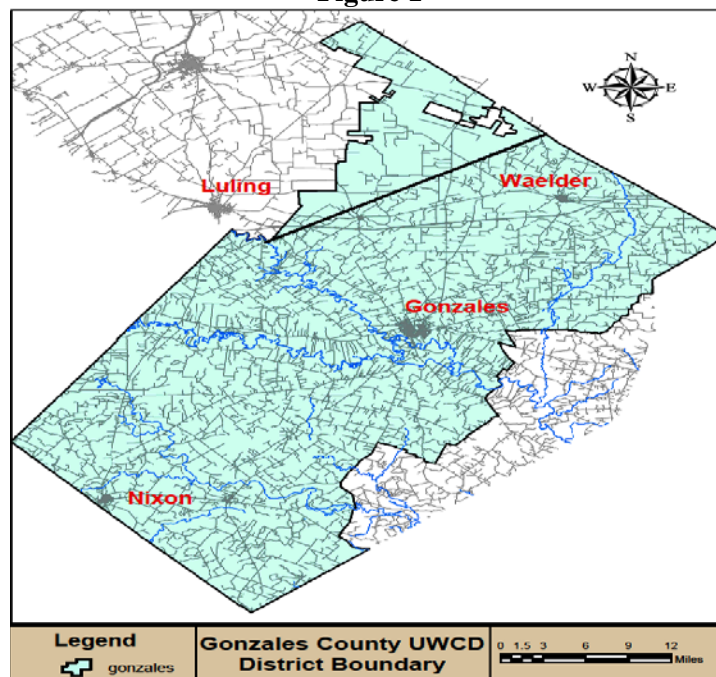 N
W E
S
Luling
Waelder
Gonzales
Nixon
Legend
gonzales
Gonzales County UWCD
District Boundary
0 1.5 3 6 9 12
Miles